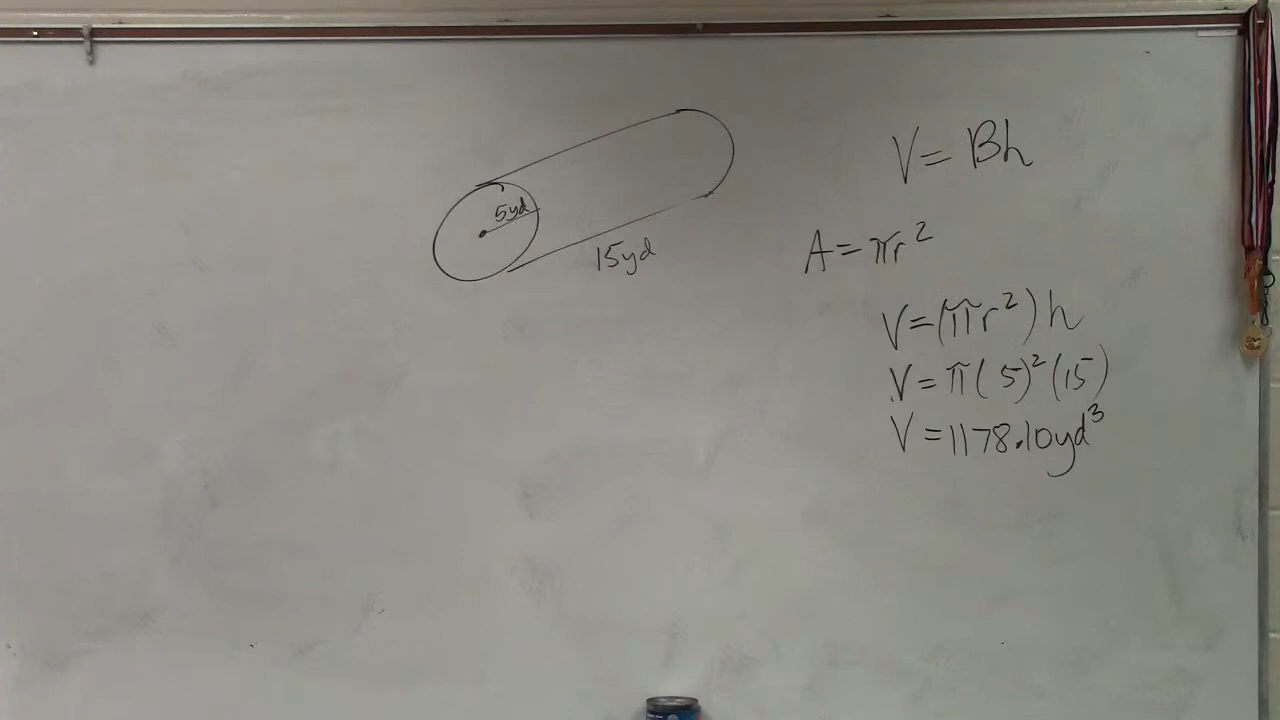 5yd
15yd
V = Bh
A = πr²
V = (πr²)h
V = π(5)²(15)
V = 1178.10yd³